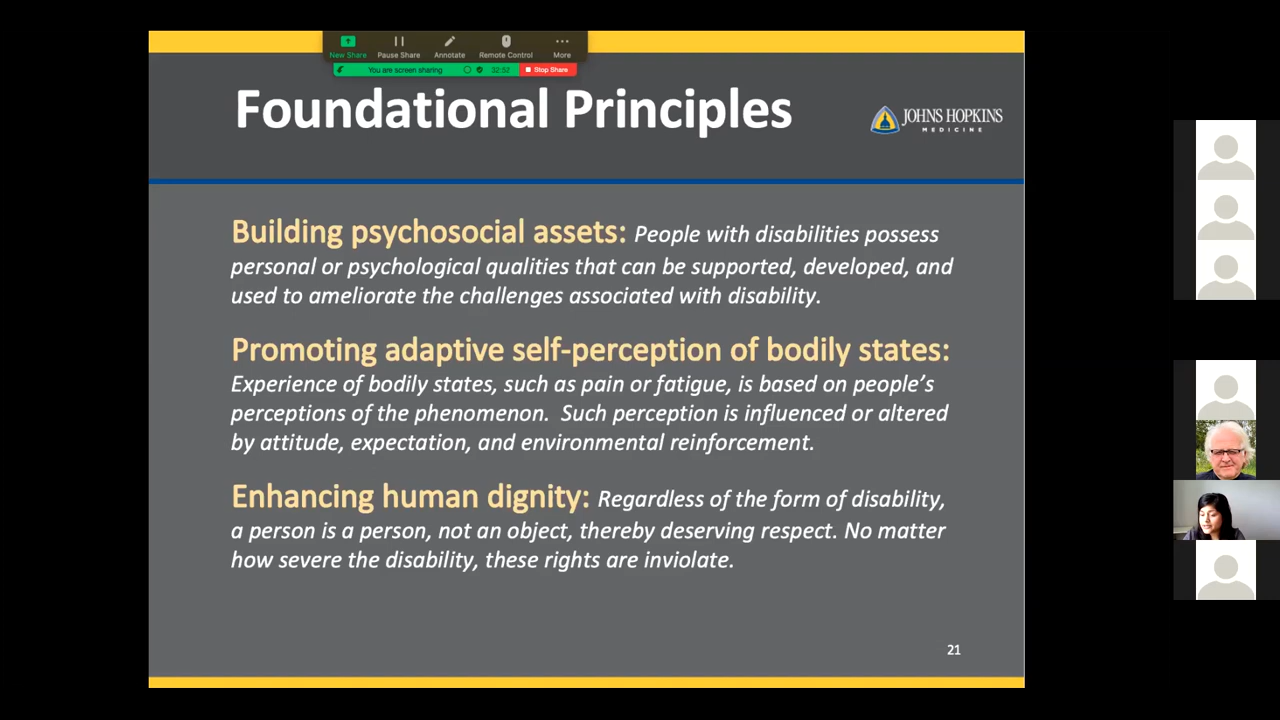 New Share Pause Share Annotate Remote Control More
You are screen sharing 32:52 Stop Share
Foundational Principles
JOHNS HOPKINS
MEDICINE
Building psychosocial assets: People with disabilities possess
personal or psychological qualities that can be supported, developed, and
used to ameliorate the challenges associated with disability.
Promoting adaptive self-perception of bodily states:
Experience of bodily states, such as pain or fatigue, is based on people's
perceptions of the phenomenon. Such perception is influenced or altered
by attitude, expectation, and environmental reinforcement.
Enhancing human dignity: Regardless of the form of disability,
a person is a person, not an object, thereby deserving respect. No matter
how severe the disability, these rights are inviolate.
21